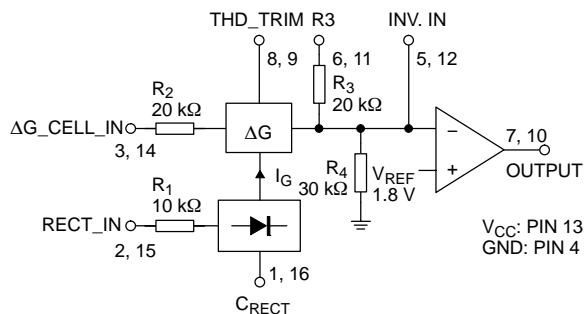 THD_TRIM R3 INV. IN
8, 9 6, 11 5, 12
R2
20 kΩ
R3
20 kΩ
ΔG_CELL_IN
3, 14
ΔG
−
+
7, 10
OUTPUT
IG
R4
30 kΩ
VREF
1.8 V
R1
10 kΩ
RECT_IN
2, 15
1, 16
CRECT
VCC: PIN 13
GND: PIN 4